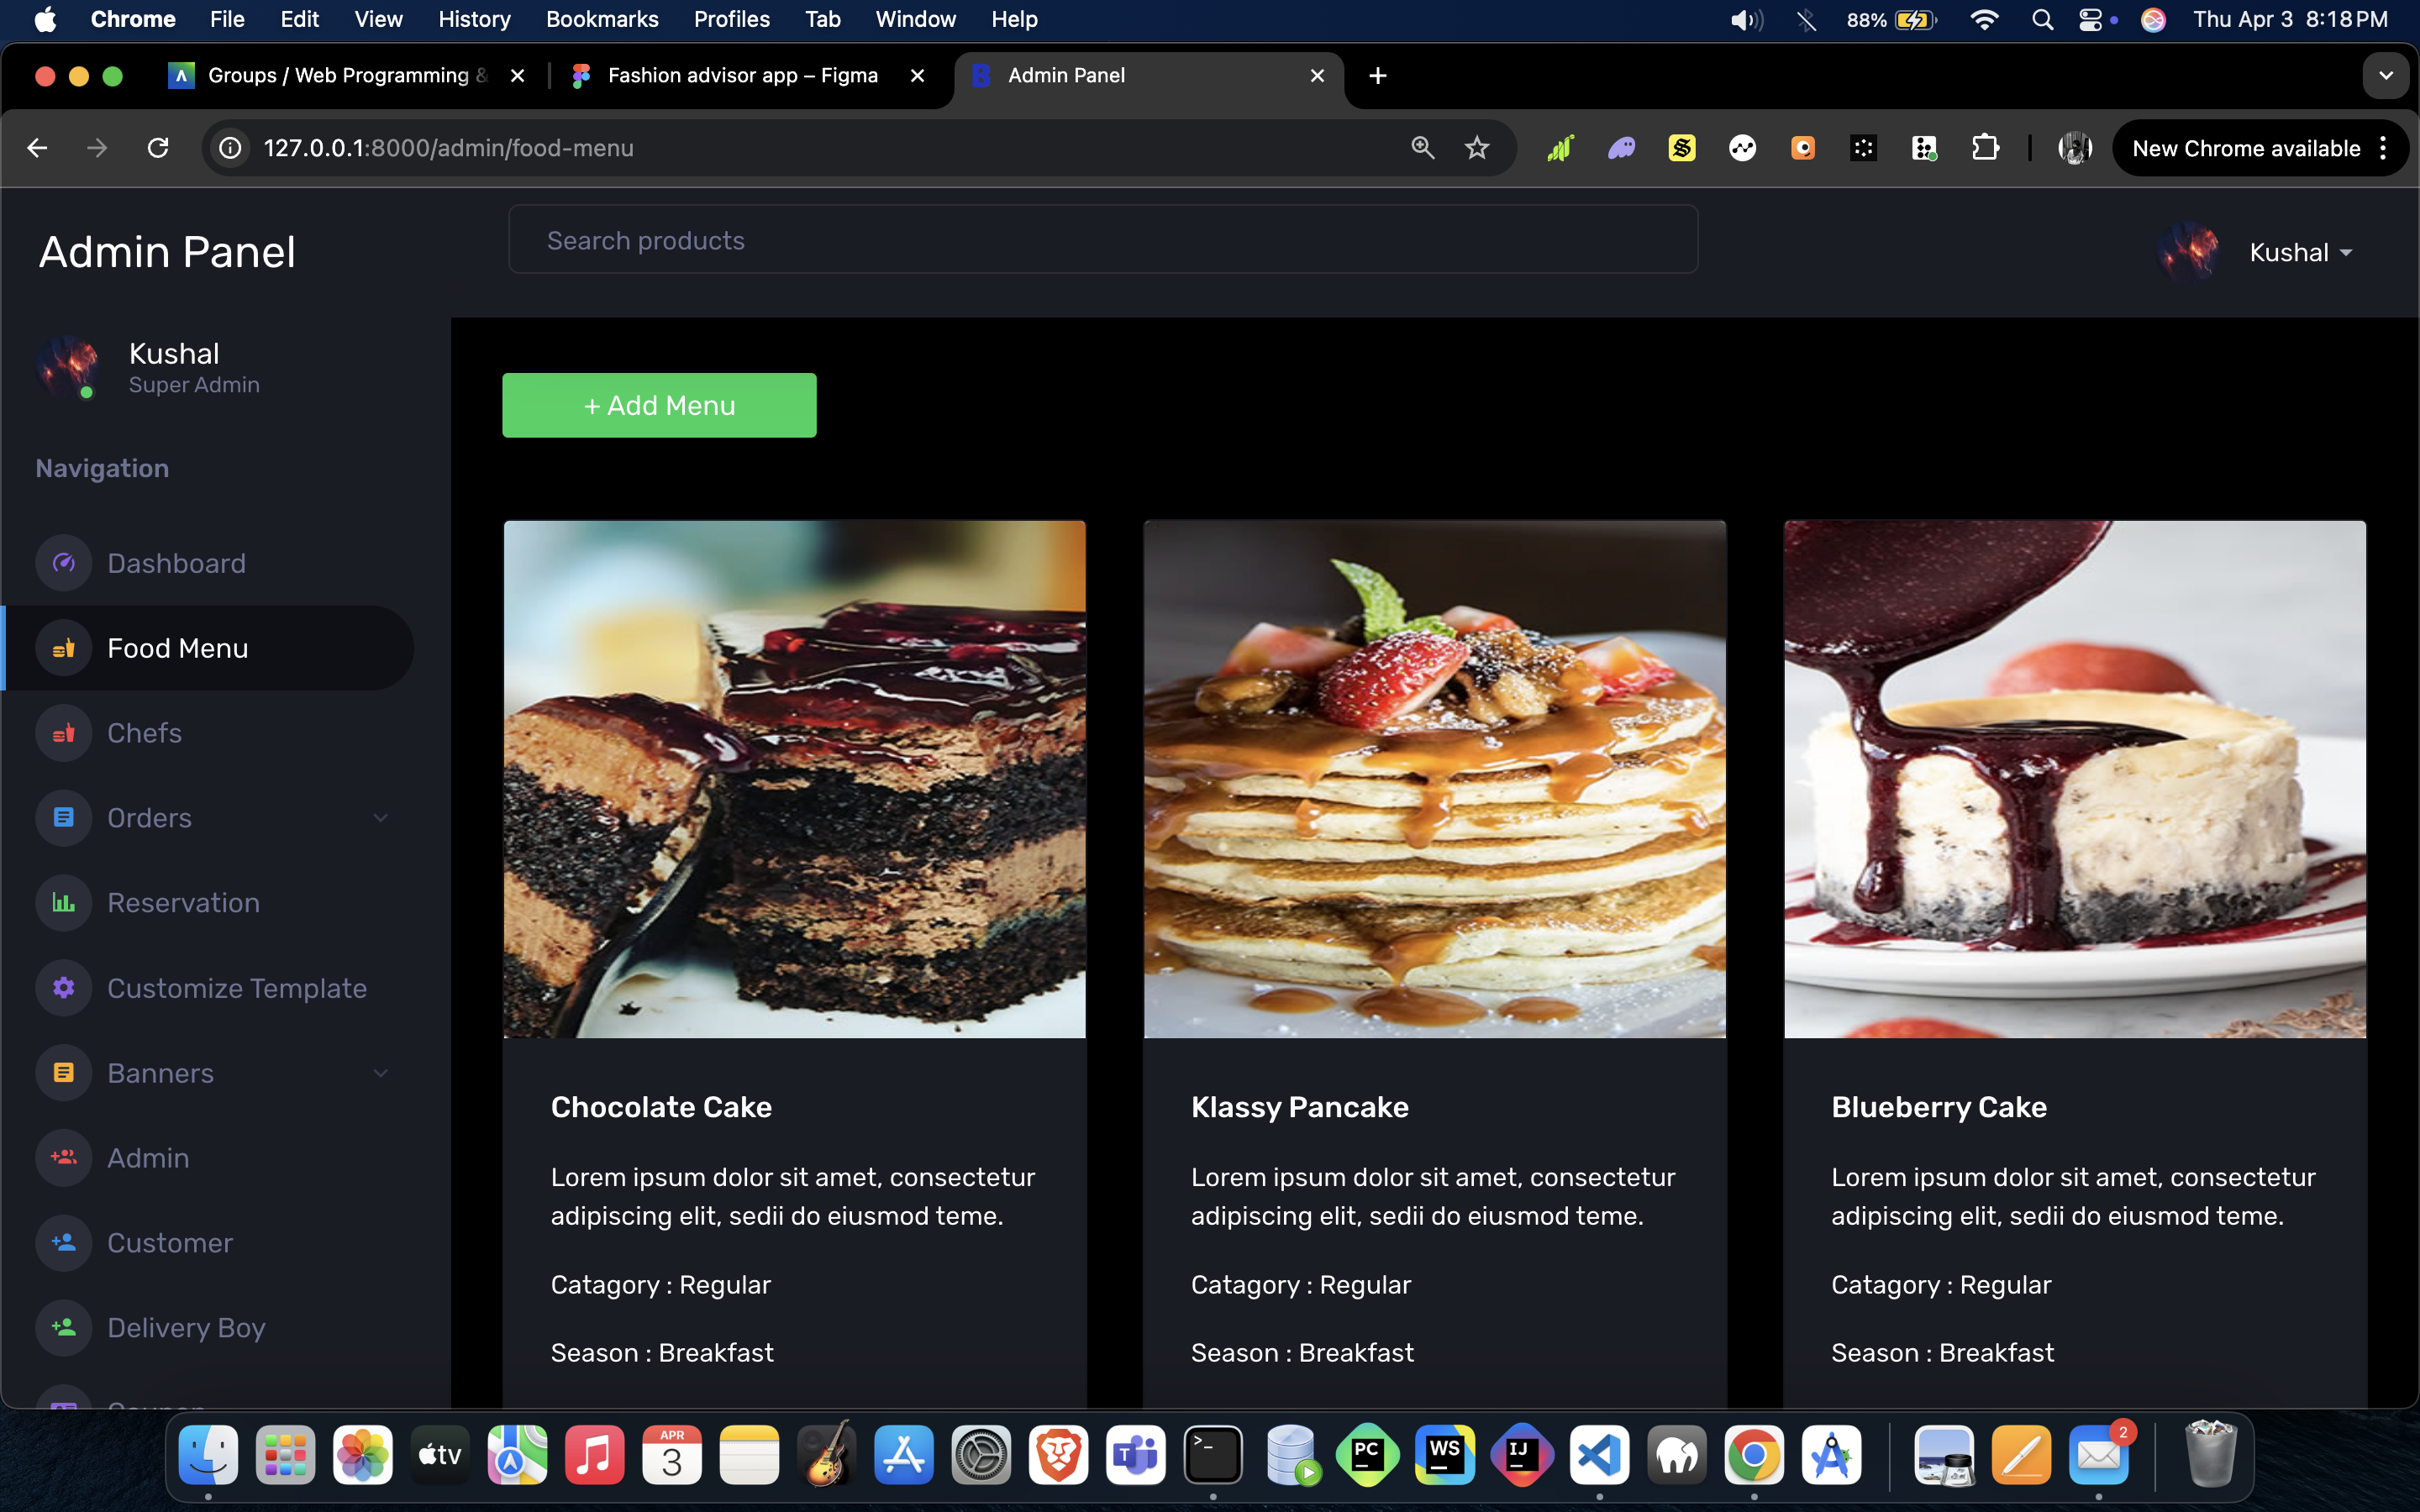 Chrome File Edit View History Bookmarks Profiles Tab Window Help 88% Thu Apr 3 8:18 PM
Groups / Web Programming & Fashion advisor app – Figma Admin Panel
127.0.0.1:8000/admin/food-menu New Chrome available
Admin Panel
Search products
Kushal
Kushal
Super Admin
+ Add Menu
Navigation
Dashboard
Food Menu
Chefs
Orders
Reservation
Customize Template
Banners
Admin
Customer
Delivery Boy
Chocolate Cake
Lorem ipsum dolor sit amet, consectetur
adipiscing elit, sedii do eiusmod teme.
Catagory : Regular
Season : Breakfast
Klassy Pancake
Lorem ipsum dolor sit amet, consectetur
adipiscing elit, sedii do eiusmod teme.
Catagory : Regular
Season : Breakfast
Blueberry Cake
Lorem ipsum dolor sit amet, consectetur
adipiscing elit, sedii do eiusmod teme.
Catagory : Regular
Season : Breakfast
tv
APR
3
T
>_
PC
WS
IJ
2